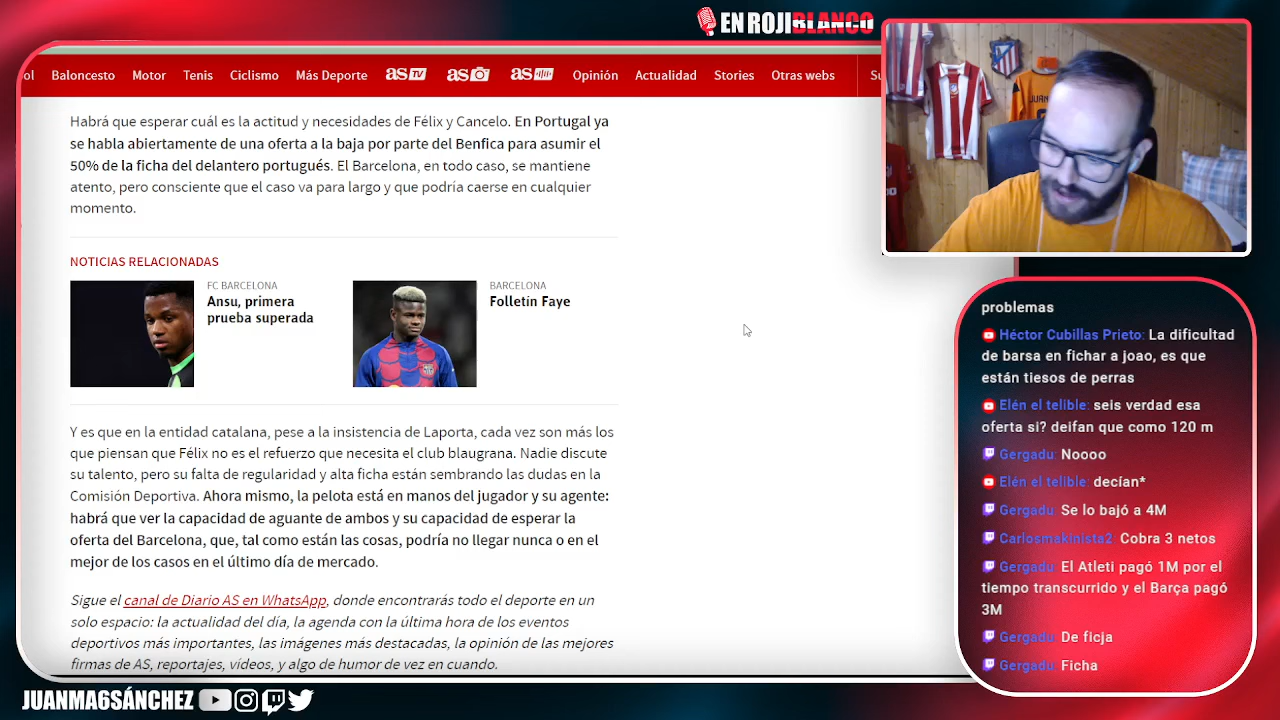 EN ROJIBLANCO
ol Baloncesto Motor Tenis Ciclismo Más Deporte asTV as as Opinión Actualidad Stories Otras webs Su
Habrá que esperar cuál es la actitud y necesidades de Félix y Cancelo. En Portugal ya
se habla abiertamente de una oferta a la baja por parte del Benfica para asumir el
50% de la ficha del delantero portugués. El Barcelona, en todo caso, se mantiene
atento, pero consciente que el caso va para largo y que podría caerse en cualquier
momento.
NOTICIAS RELACIONADAS
FC BARCELONA
Ansu, primera
prueba superada
BARCELONA
Folletín Faye
Y es que en la entidad catalana, pese a la insistencia de Laporta, cada vez son más los
que piensan que Félix no es el refuerzo que necesita el club blaugrana. Nadie discute
su talento, pero su falta de regularidad y alta ficha están sembrando las dudas en la
Comisión Deportiva. Ahora mismo, la pelota está en manos del jugador y su agente:
habrá que ver la capacidad de aguante de ambos y su capacidad de esperar la
oferta del Barcelona, que, tal como están las cosas, podría no llegar nunca o en el
mejor de los casos en el último día de mercado.
Sigue el canal de Diario AS en WhatsApp, donde encontrarás todo el deporte en un
solo espacio: la actualidad del día, la agenda con la última hora de los eventos
deportivos más importantes, las imágenes más destacadas, la opinión de las mejores
firmas de AS, reportajes, vídeos, y algo de humor de vez en cuando.
problemas
Héctor Cubillas Prieto: La dificultad
de barsa en fichar a joao, es que
están tiesos de perras
Elén el telible: seis verdad esa
oferta si? deifan que como 120 m
Gergadu: Noooo
Elén el telible: decían*
Gergadu: Se lo bajó a 4M
Carlosmakinista2: Cobra 3 netos
Gergadu: El Atleti pagó 1M por el
tiempo transcurrido y el Barça pagó
3M
Gergadu: De ficja
Gergadu: Ficha
JUANMA6SÁNCHEZ